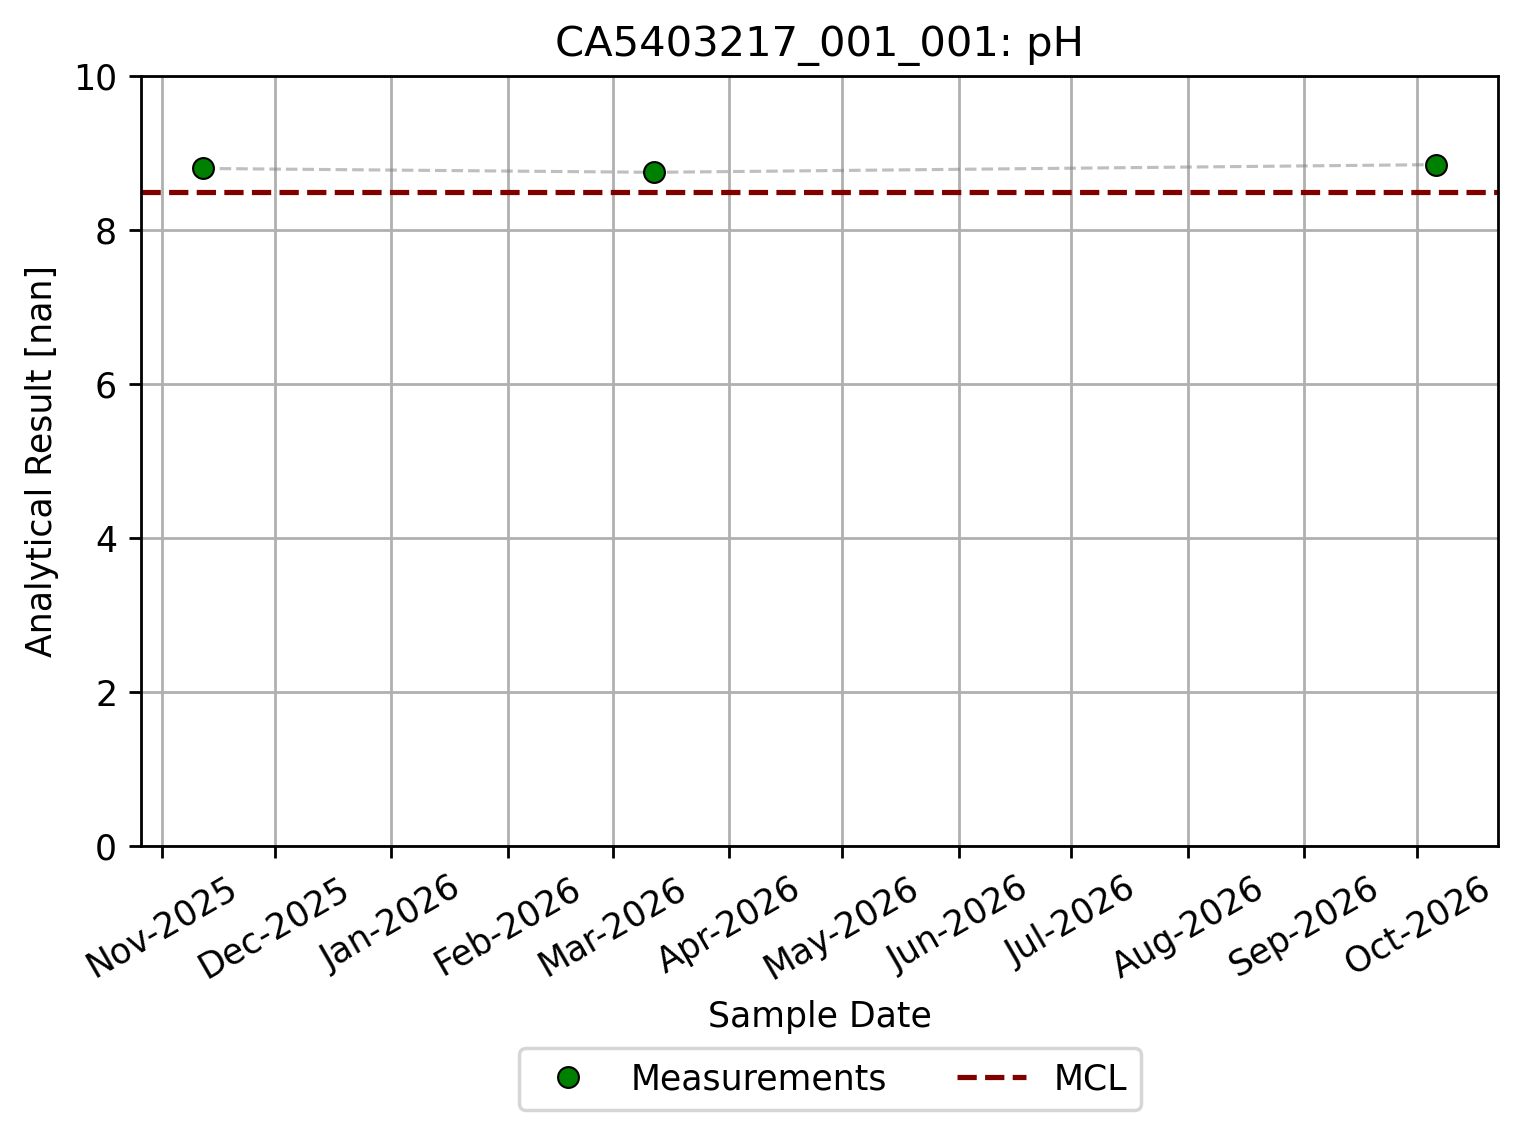 CA5403217_001_001: pH
10
8
6
4
2
0
Analytical Result [nan]
Nov-2025
Dec-2025
Jan-2026
Feb-2026
Mar-2026
Apr-2026
May-2026
Jun-2026
Jul-2026
Aug-2026
Sep-2026
Oct-2026
Sample Date
Measurements
MCL